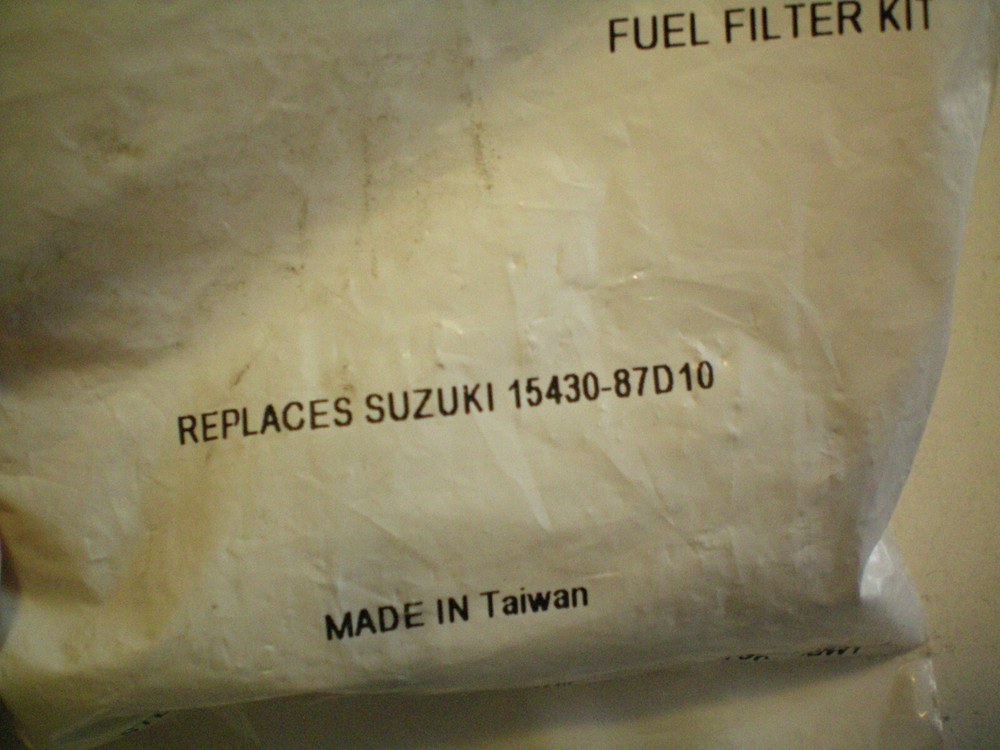 FUEL FILTER KIT
REPLACES SUZUKI 15430-87D10
MADE IN Taiwan